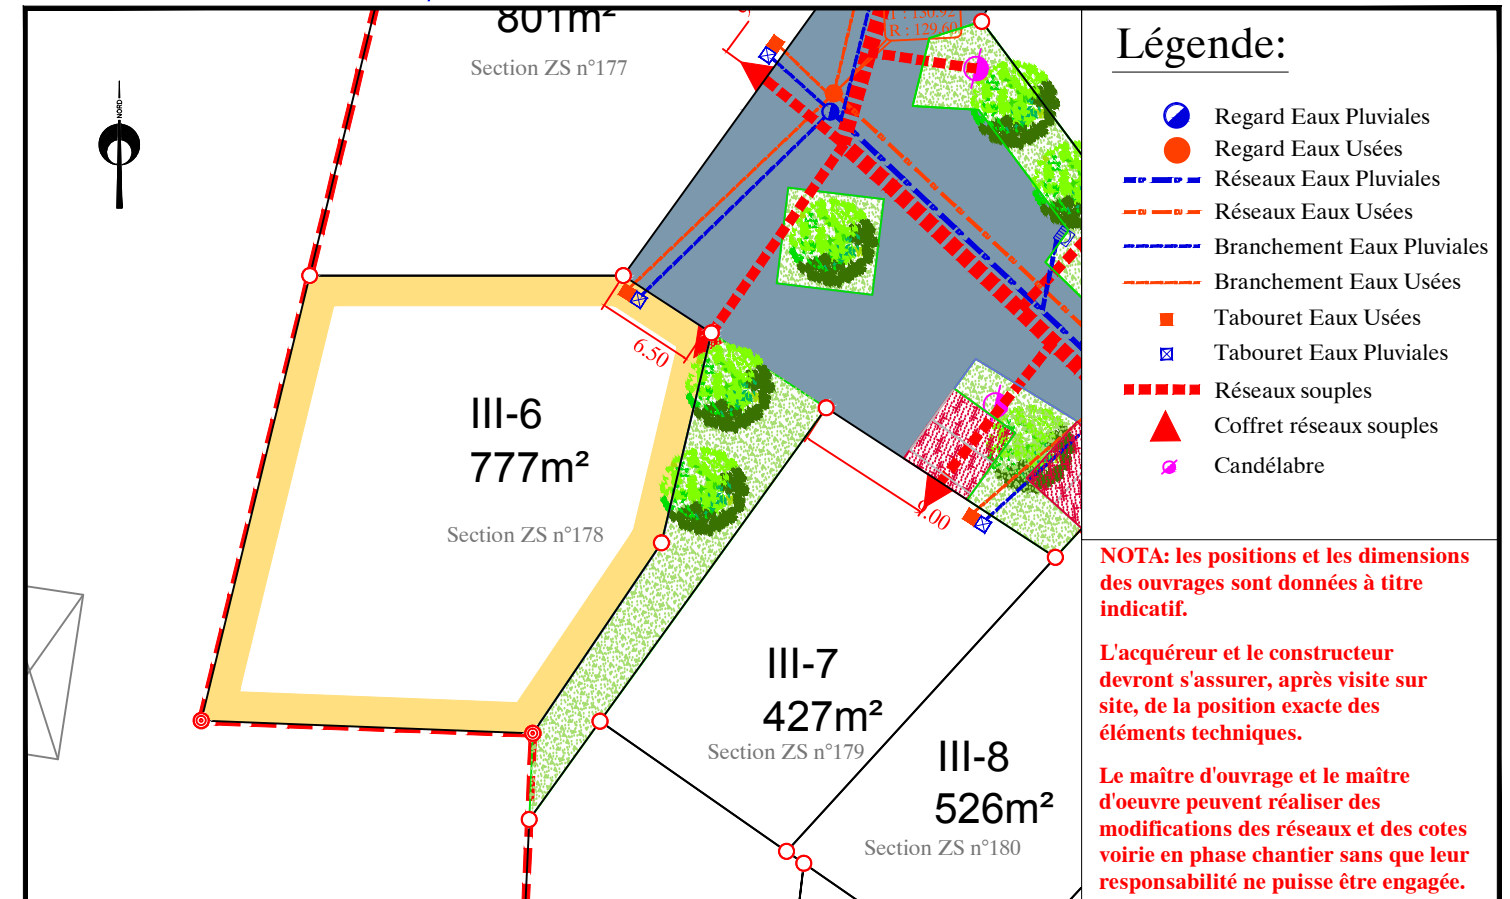 801m²
Section ZS n°177
NORD
R : 129.60
6.50
III-6
777m²
Section ZS n°178
9.00
III-7
427m²
Section ZS n°179
III-8
526m²
Section ZS n°180
Légende:
Regard Eaux Pluviales
Regard Eaux Usées
Réseaux Eaux Pluviales
Réseaux Eaux Usées
Branchement Eaux Pluviales
Branchement Eaux Usées
Tabouret Eaux Usées
Tabouret Eaux Pluviales
Réseaux souples
Coffret réseaux souples
Candélabre
NOTA: les positions et les dimensions
des ouvrages sont données à titre
indicatif.
L'acquéreur et le constructeur
devront s'assurer, après visite sur
site, de la position exacte des
éléments techniques.
Le maître d'ouvrage et le maître
d'oeuvre peuvent réaliser des
modifications des réseaux et des cotes
voirie en phase chantier sans que leur
responsabilité ne puisse être engagée.